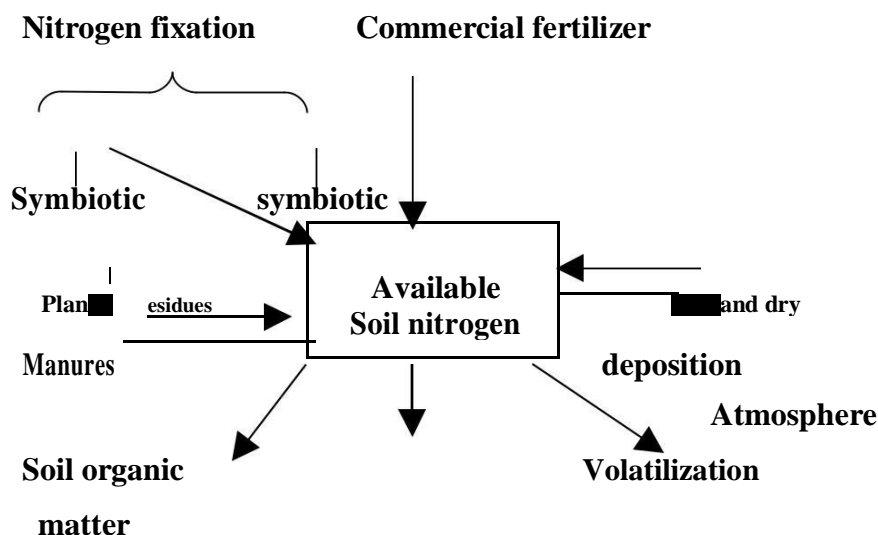 Nitrogen fixation Commercial fertilizer
Symbiotic symbiotic
Available
Soil nitrogen
Plan esidues and dry
Manures deposition
Atmosphere
Soil organic Volatilization
matter